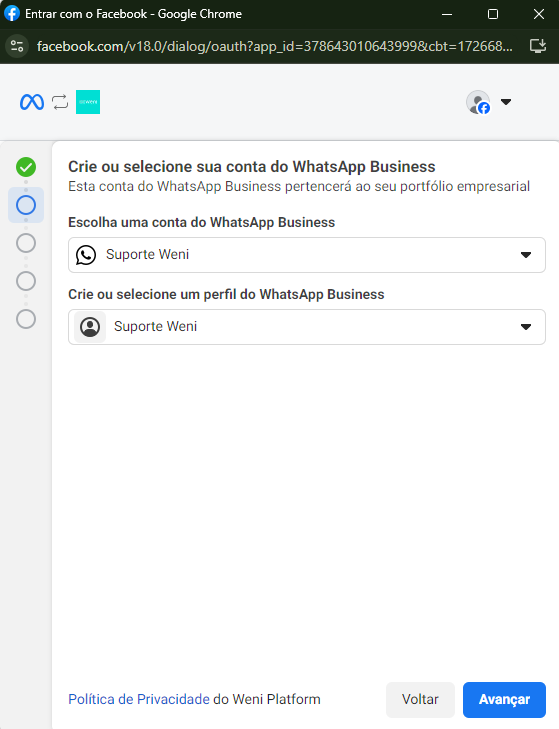 Entrar com o Facebook - Google Chrome
facebook.com/v18.0/dialog/oauth?app_id=378643010643999&cbt=172668...
Crie ou selecione sua conta do WhatsApp Business
Esta conta do WhatsApp Business pertencerá ao seu portfólio empresarial
Escolha uma conta do WhatsApp Business
Suporte Weni
Crie ou selecione um perfil do WhatsApp Business
Suporte Weni
Política de Privacidade do Weni Platform
Voltar
Avançar